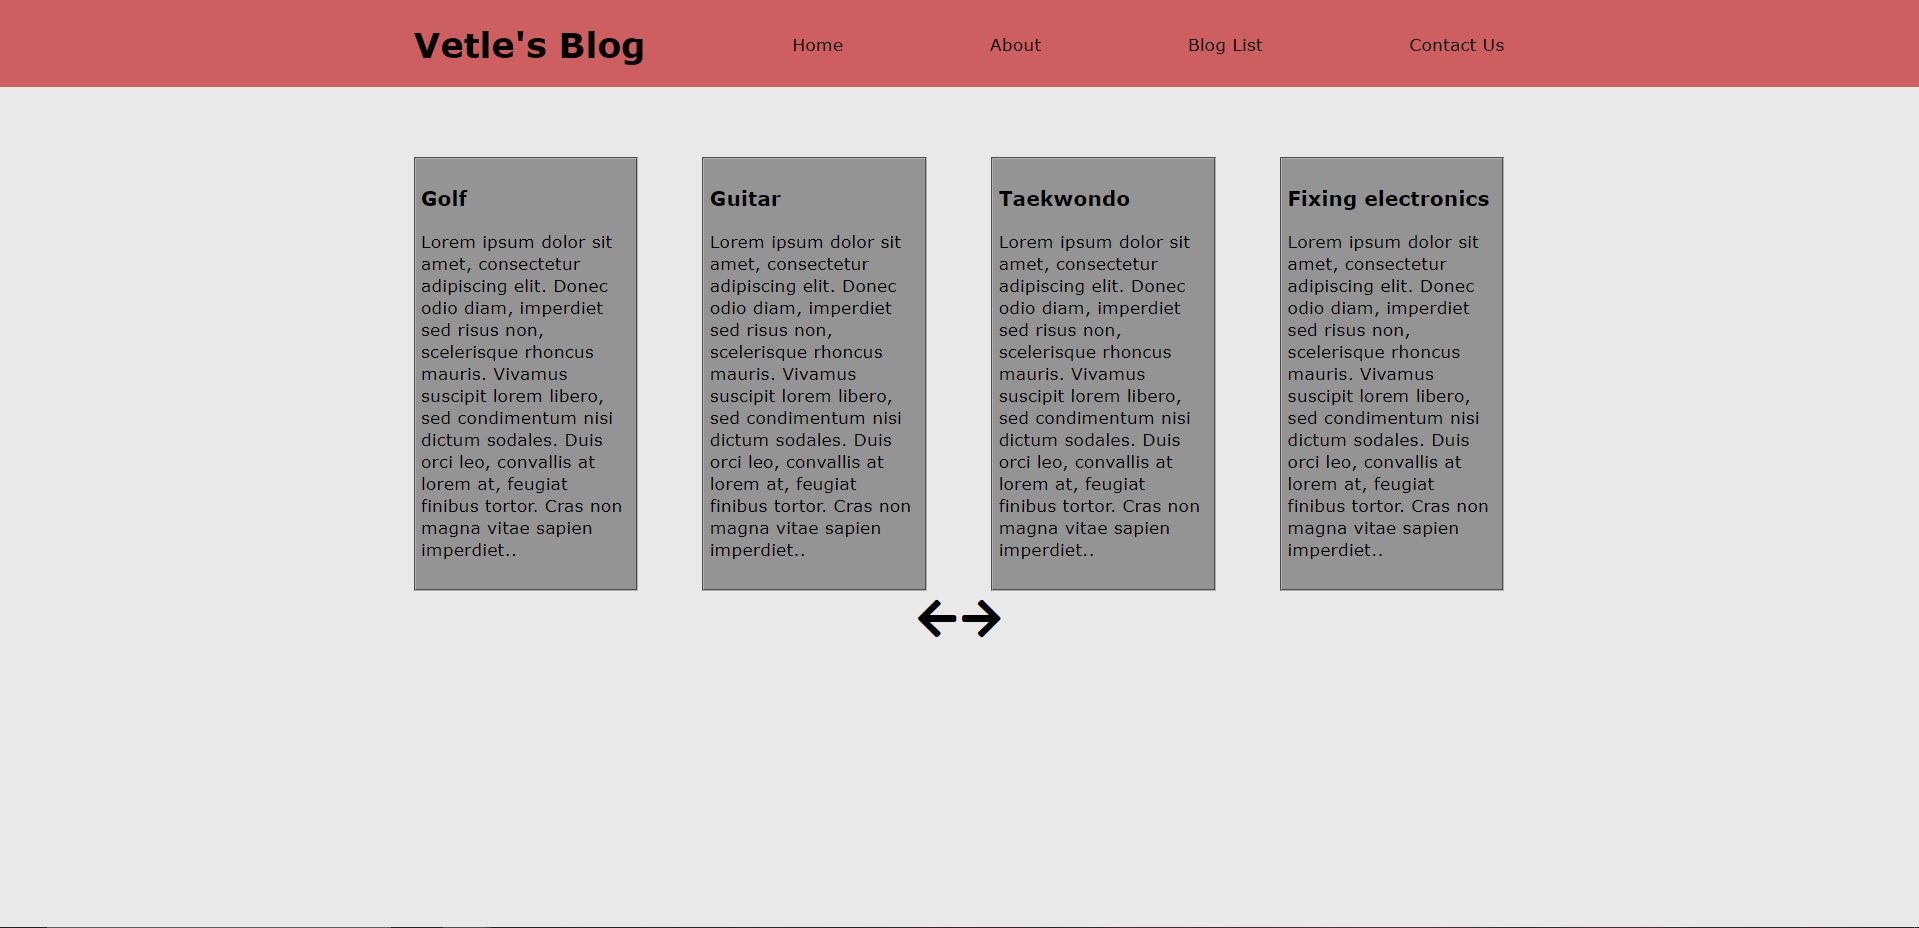 Vetle's Blog
Home
About
Blog List
Contact Us
Golf
Lorem ipsum dolor sit
amet, consectetur
adipiscing elit. Donec
odio diam, imperdiet
sed risus non,
scelerisque rhoncus
mauris. Vivamus
suscipit lorem libero,
sed condimentum nisi
dictum sodales. Duis
orci leo, convallis at
lorem at, feugiat
finibus tortor. Cras non
magna vitae sapien
imperdiet..
Guitar
Lorem ipsum dolor sit
amet, consectetur
adipiscing elit. Donec
odio diam, imperdiet
sed risus non,
scelerisque rhoncus
mauris. Vivamus
suscipit lorem libero,
sed condimentum nisi
dictum sodales. Duis
orci leo, convallis at
lorem at, feugiat
finibus tortor. Cras non
magna vitae sapien
imperdiet..
Taekwondo
Lorem ipsum dolor sit
amet, consectetur
adipiscing elit. Donec
odio diam, imperdiet
sed risus non,
scelerisque rhoncus
mauris. Vivamus
suscipit lorem libero,
sed condimentum nisi
dictum sodales. Duis
orci leo, convallis at
lorem at, feugiat
finibus tortor. Cras non
magna vitae sapien
imperdiet..
Fixing electronics
Lorem ipsum dolor sit
amet, consectetur
adipiscing elit. Donec
odio diam, imperdiet
sed risus non,
scelerisque rhoncus
mauris. Vivamus
suscipit lorem libero,
sed condimentum nisi
dictum sodales. Duis
orci leo, convallis at
lorem at, feugiat
finibus tortor. Cras non
magna vitae sapien
imperdiet..